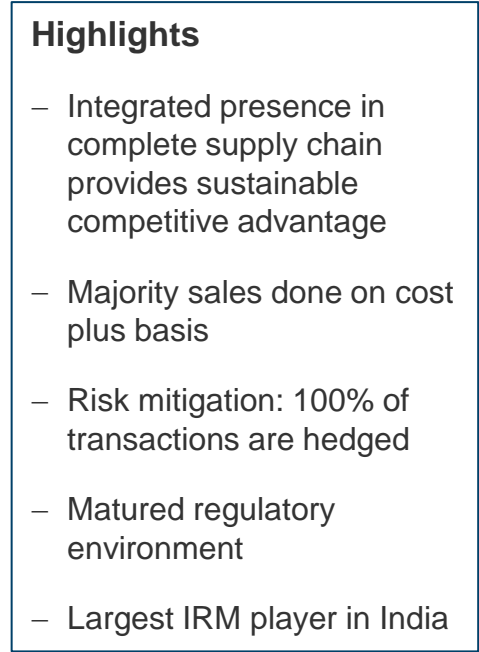 Highlights
– Integrated presence in
complete supply chain
provides sustainable
competitive advantage
– Majority sales done on cost
plus basis
– Risk mitigation: 100% of
transactions are hedged
– Matured regulatory
environment
– Largest IRM player in India